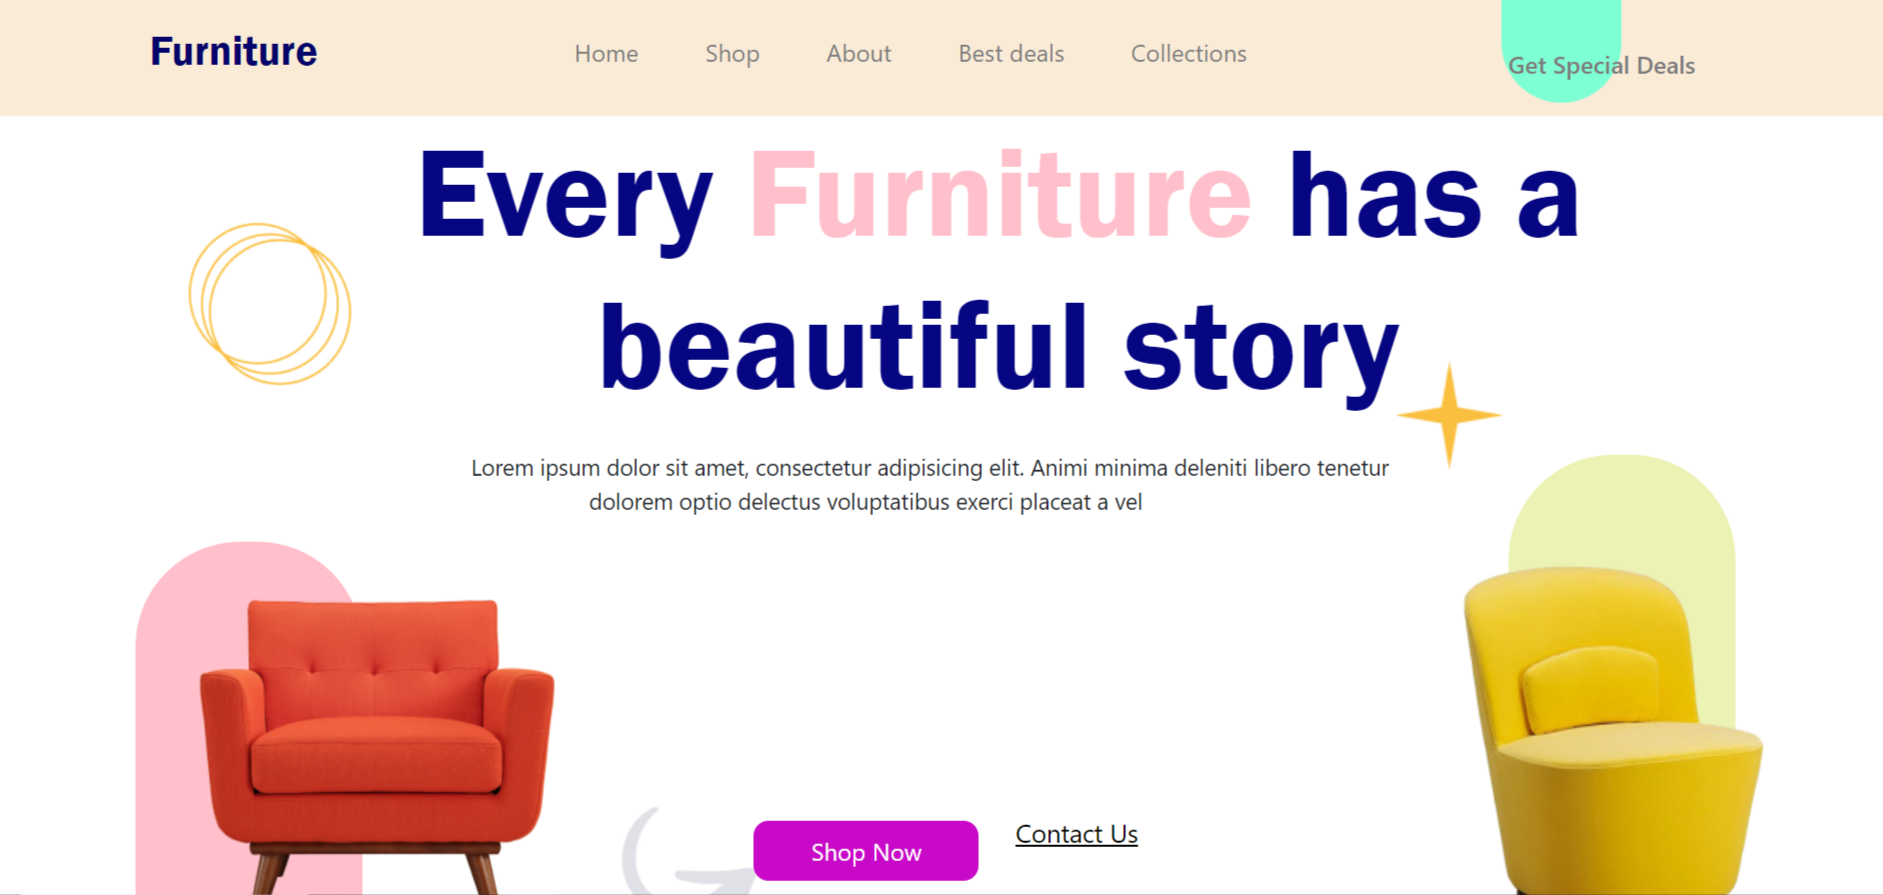 Furniture
Home
Shop
About
Best deals
Collections
Get Special Deals
Every Furniture has a
beautiful story
Lorem ipsum dolor sit amet, consectetur adipisicing elit. Animi minima deleniti libero tenetur
dolorem optio delectus voluptatibus exerci placeat a vel
Shop Now
Contact Us